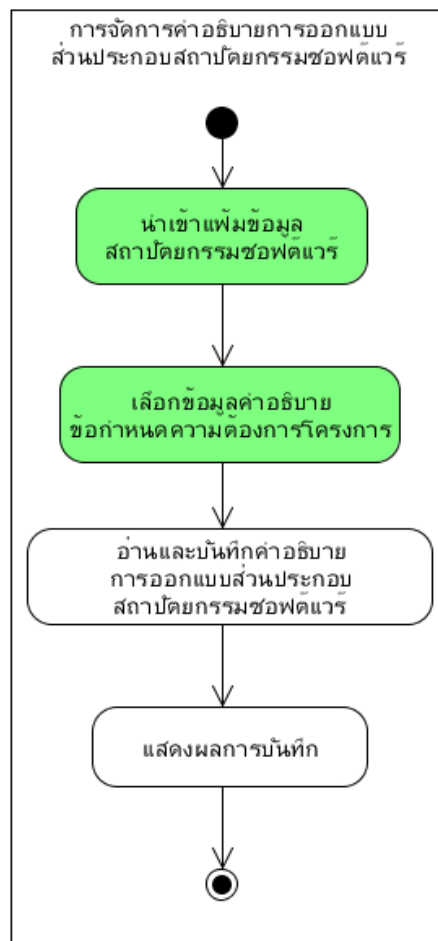 การจัดการคำอธิบายการออกแบบ
ส่วนประกอบสถาปัตยกรรมซอฟต์แวร์
นำเข้าแฟ้มข้อมูล
สถาปัตยกรรมซอฟต์แวร์
เลือกข้อมูลคำอธิบาย
ข้อกำหนดความต้องการโครงการ
อ่านและบันทึกคำอธิบาย
การออกแบบส่วนประกอบ
สถาปัตยกรรมซอฟต์แวร์
แสดงผลการบันทึก